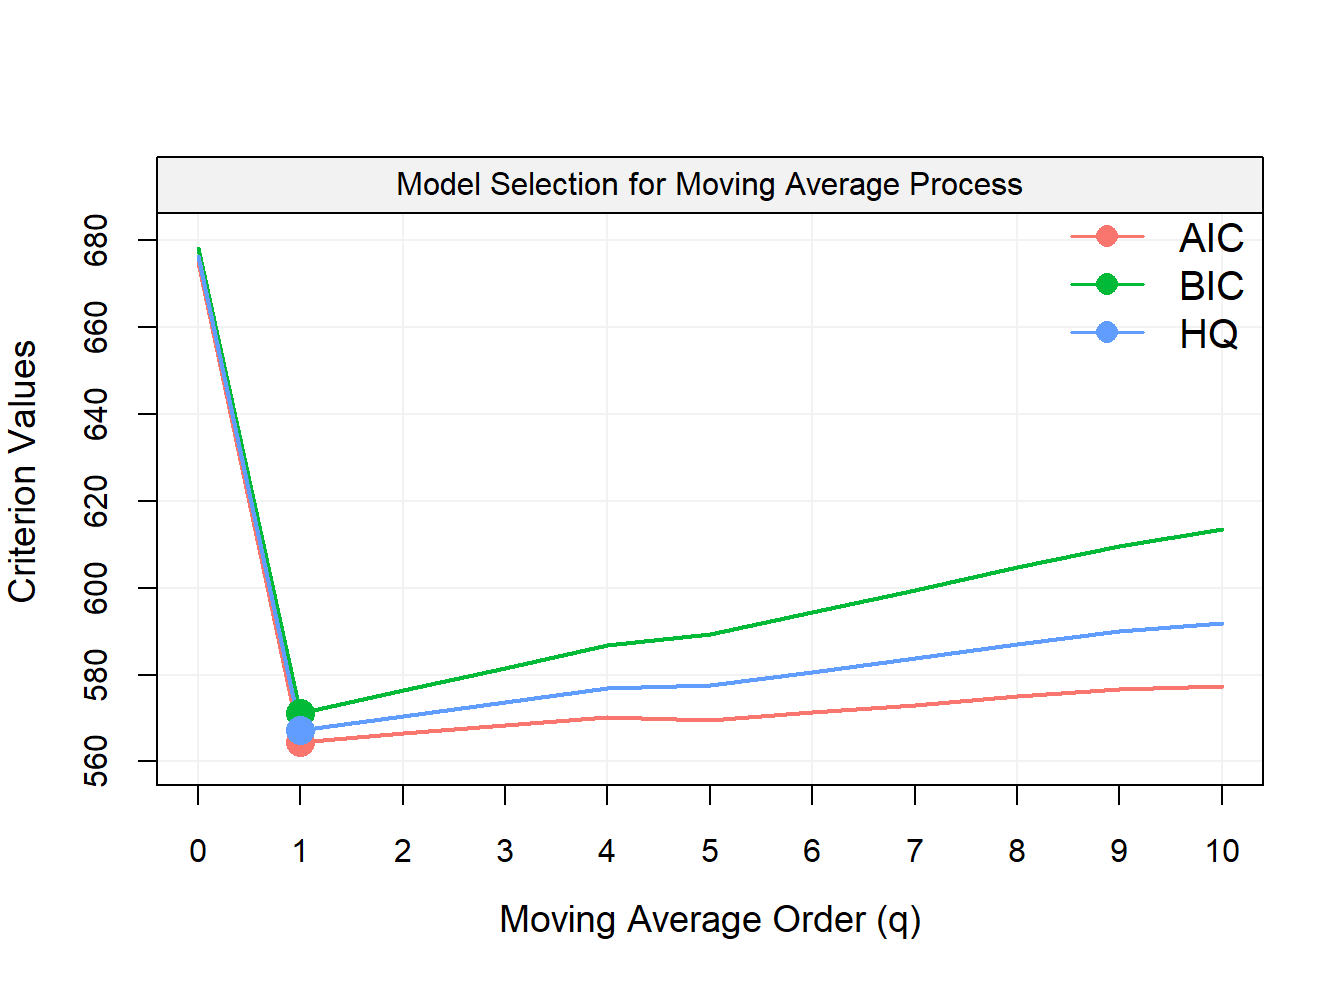 Model Selection for Moving Average Process
AIC
BIC
HQ
Criterion Values
680
660
640
620
600
580
560
0 1 2 3 4 5 6 7 8 9 10
Moving Average Order (q)